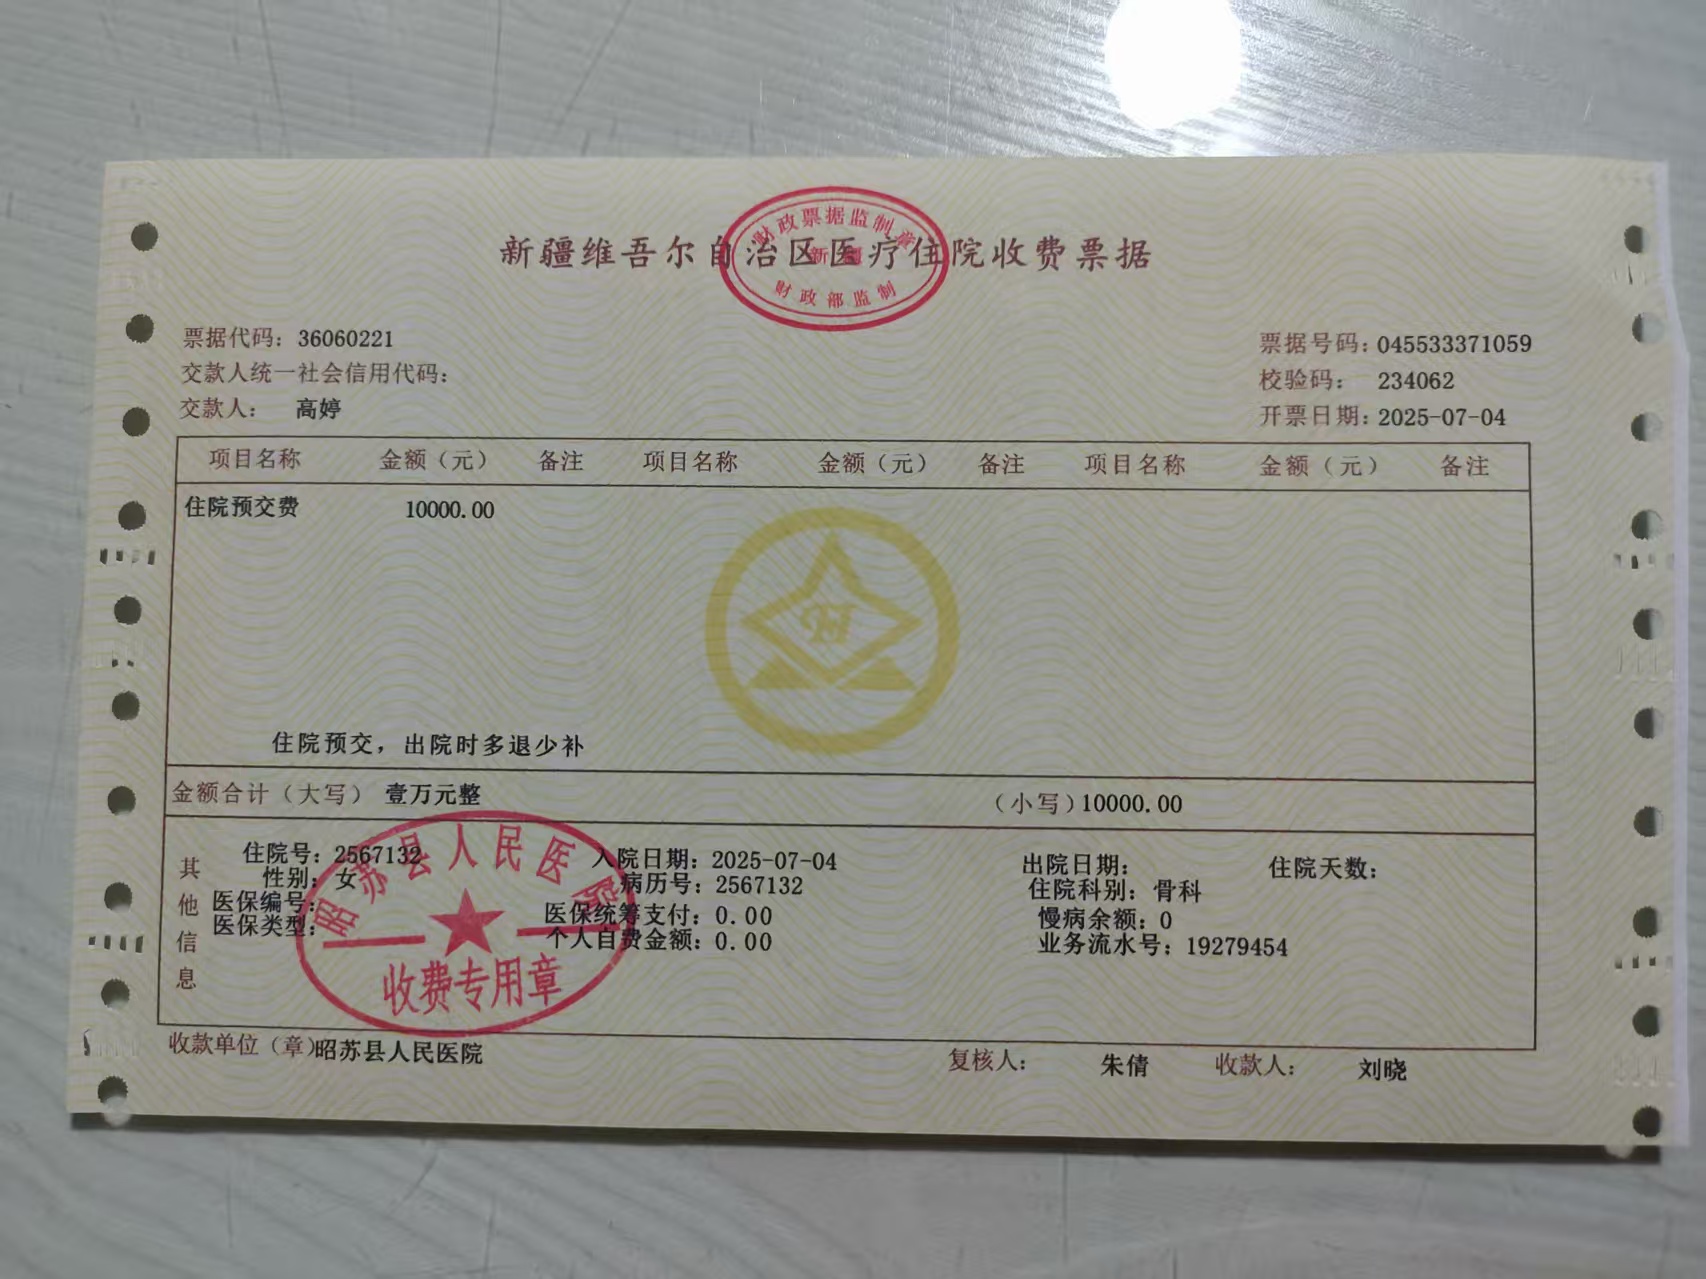 新疆维吾尔自治区医疗住院收费票据
财政票据监制章
新疆
财政部监制
票据代码：36060221
票据号码：045533371059
交款人统一社会信用代码：
校验码：234062
交款人：高婷
开票日期：2025-07-04
项目名称 金额（元） 备注 项目名称 金额（元） 备注 项目名称 金额（元） 备注
住院预交费 10000.00
住院预交，出院时多退少补
金额合计（大写） 壹万元整 （小写）10000.00
其他信息
住院号：2567132 入院日期：2025-07-04 出院日期： 住院天数：
性别：女 病历号：2567132 住院科别：骨科
医保编号： 医保统筹支付：0.00 慢病余额：0
医保类型： 个人自费金额：0.00 业务流水号：19279454
昭苏县人民医院
收费专用章
收款单位（章）昭苏县人民医院 复核人： 朱倩 收款人： 刘晓